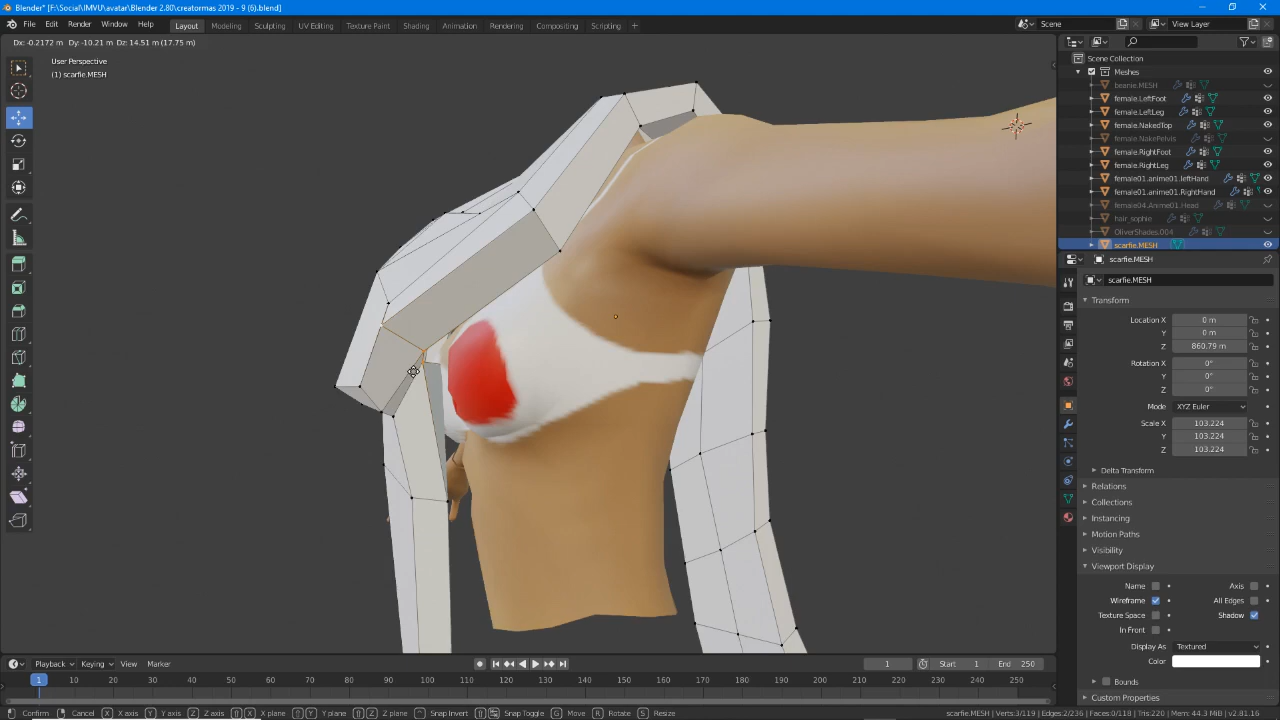 Blender* [F:\Social\IMVU\avatar\Blender 2.80\creatormas 2019 - 9 (6).blend]
File Edit Render Window Help Layout Modeling Sculpting UV Editing Texture Paint Shading Animation Rendering Compositing Scripting + Scene View Layer
Dx: -0.2172 m Dy: -10.21 m Dz: 14.51 m (17.75 m)
User Perspective
(1) scarfie.MESH
Scene Collection
Meshes
beanie.MESH
female.LeftFoot
female.LeftLeg
female.NakedTop
female.NakePelvis
female.RightFoot
female.RightLeg
female01.anime01.leftHand
female01.anime01.RightHand
female04.Anime01.Head
hair_sophie
OliverShades.004
scarfie.MESH
scarfie.MESH
scarfie.MESH
Transform
Location X 0 m
Y 0 m
Z 860.79 m
Rotation X 0°
Y 0°
Z 0°
Mode XYZ Euler
Scale X 103.224
Y 103.224
Z 103.224
Delta Transform
Relations
Collections
Instancing
Motion Paths
Visibility
Viewport Display
Name Axis
Wireframe All Edges
Texture Space Shadow
In Front
Display As Textured
Color
Bounds
Custom Properties
Playback Keying View Marker 1 Start 1 End 250
1 10 20 30 40 50 60 70 80 90 100 110 120 130 140 150 160 170 180 190 200 210 220 230 240 250
Confirm Cancel X X axis Y Y axis Z Z axis X X plane Y Y plane Z Z plane Snap Invert Snap Toggle G Move R Rotate S Resize scarfie.MESH | Verts:3/119 | Edges:2/236 | Faces:0/118 | Tris:220 | Mem: 44.3 MiB | v2.81.16